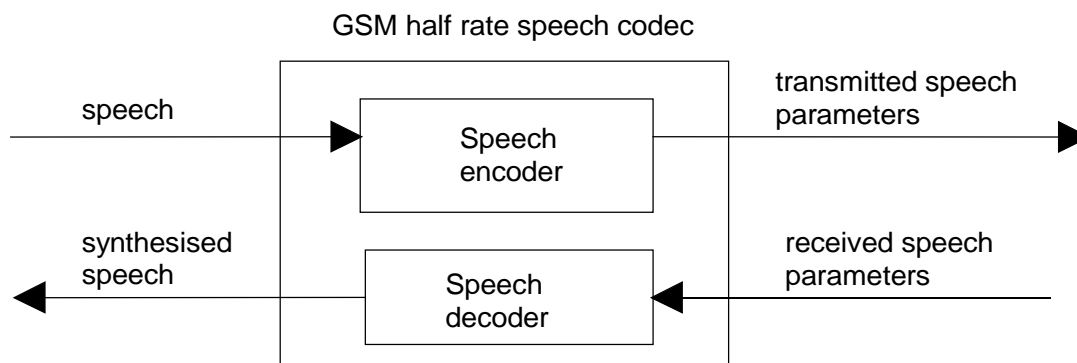 GSM half rate speech codec
speech
Speech
encoder
transmitted speech
parameters
synthesised
speech
Speech
decoder
received speech
parameters